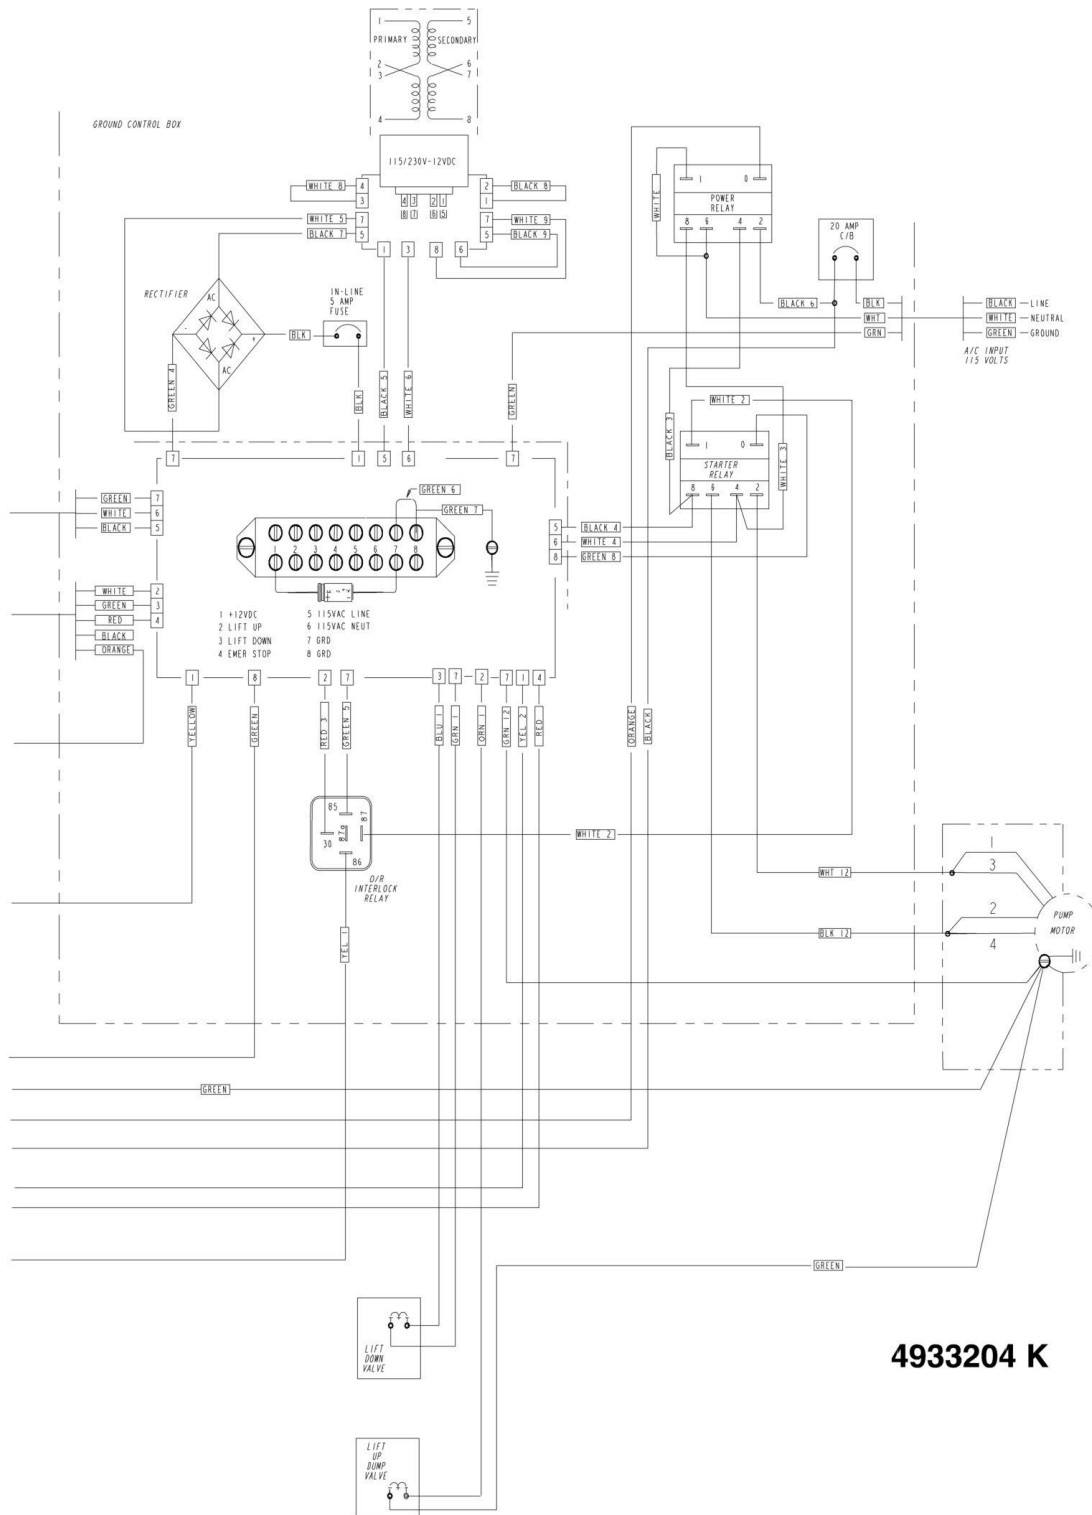 1 5
PRIMARY SECONDARY
2 6
3 7
4 8
GROUND CONTROL BOX
115/230V-12VDC
WHITE 8 4 2 BLACK 8
3 1
4 3 2 1
8 7 6 5
WHITE 5 7 7 WHITE 9
BLACK 7 5 5 BLACK 9
1 3 8 6
WHITE
1 0
POWER
RELAY
8 6 4 2
20 AMP
C/B
RECTIFIER
AC
- +
AC
IN-LINE
5 AMP
FUSE
BLK
BLACK 6 BLK
WHT
GRN
BLACK LINE
WHITE NEUTRAL
GREEN GROUND
A/C INPUT
115 VOLTS
GREEN 4
BLK
BLACK 5
WHITE 6
GREEN
BLACK 3
WHITE 2
1 0
STARTER
RELAY
WHITE 3
8 6 4 2
7 1 5 6 7
GREEN 6
GREEN 7
GREEN 7
WHITE 6
BLACK 5
5 BLACK 4
6 WHITE 4
8 GREEN 8
1 2 3 4 5 6 7 8
WHITE 2
GREEN 3
RED 4
BLACK
ORANGE
1 +12VDC 5 115VAC LINE
2 LIFT UP 6 115VAC NEUT
3 LIFT DOWN 7 GRD
4 EMER STOP 8 GRD
1 8 2 7 3 7 2 7 1 4
YELLOW
GREEN
RED 3
GREEN 5
BLU 1
GRN 1
ORN 1
GRN 12
YEL 2
RED
ORANGE
BLACK
85
87
87a
30
86
O/R
INTERLOCK
RELAY
WHITE 2
YEL 1
WHT 12
BLK 12
1
3
2
4
PUMP
MOTOR
GREEN
GREEN
LIFT
DOWN
VALVE
4933204 K
LIFT
UP
DUMP
VALVE